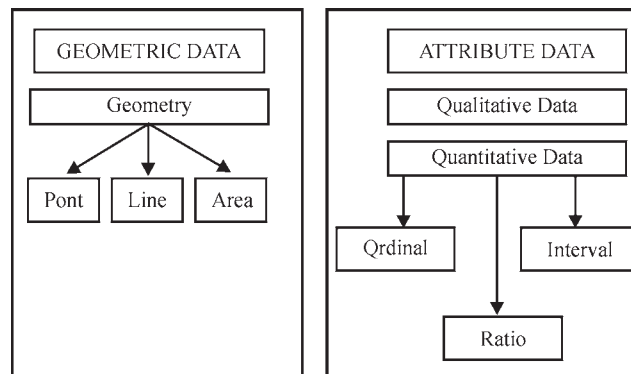 GEOMETRIC DATA
Geometry
Pont
Line
Area
ATTRIBUTE DATA
Qualitative Data
Quantitative Data
Qrdinal
Interval
Ratio